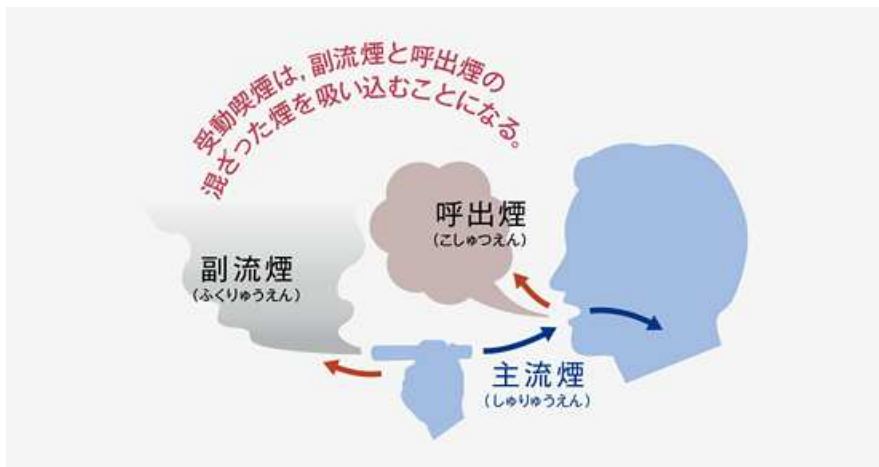 受動喫煙は，副流煙と呼出煙の
混ざった煙を吸い込むことになる。
呼出煙
（こしゅつえん）
副流煙
（ふくりゅうえん）
主流煙
（しゅりゅうえん）